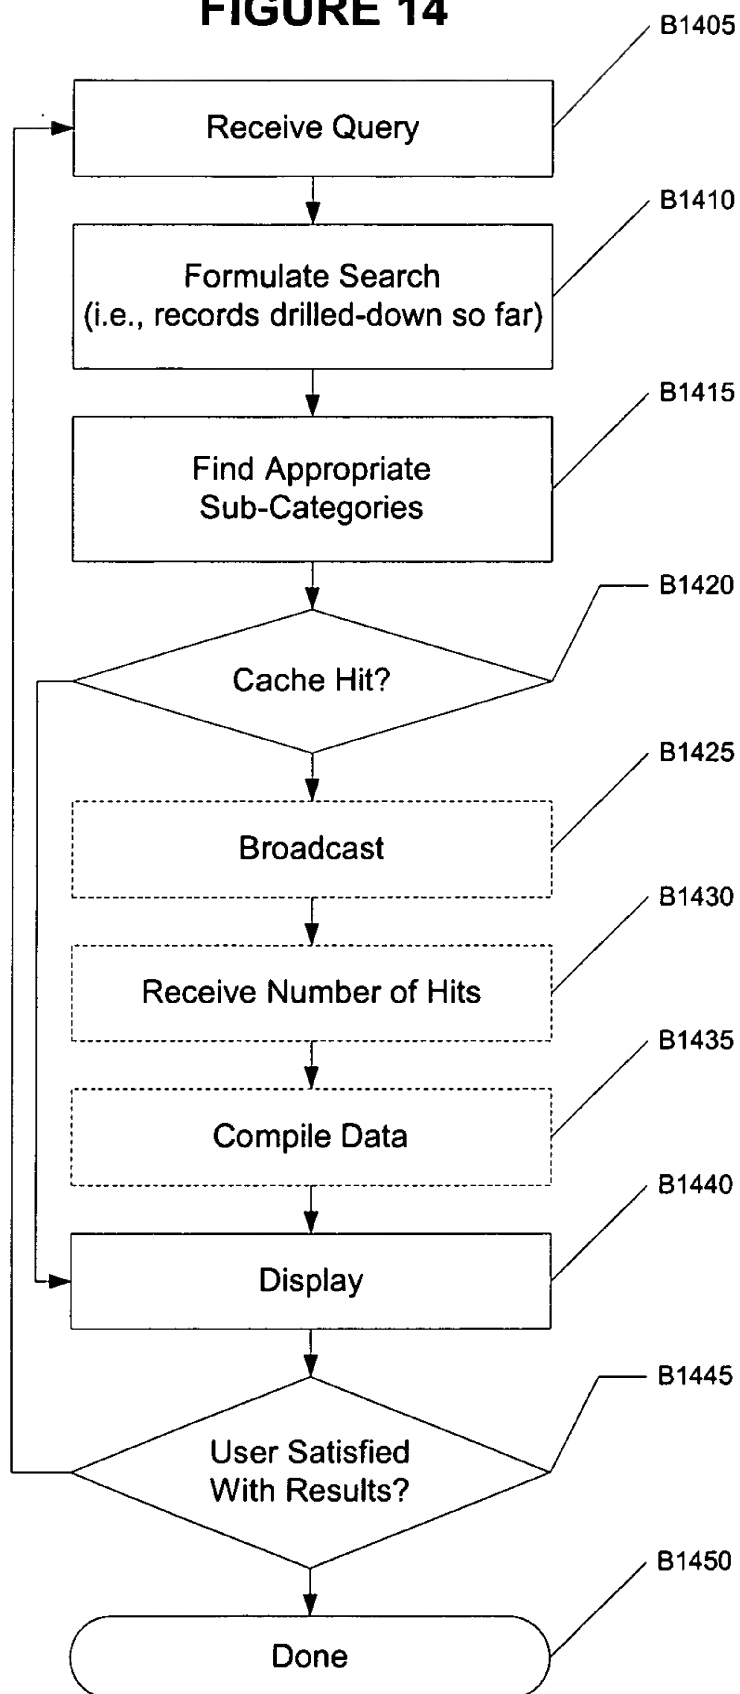 FIGURE 14
B1405
Receive Query
B1410
Formulate Search
(i.e., records drilled-down so far)
B1415
Find Appropriate
Sub-Categories
B1420
Cache Hit?
B1425
Broadcast
B1430
Receive Number of Hits
B1435
Compile Data
B1440
Display
B1445
User Satisfied
With Results?
B1450
Done